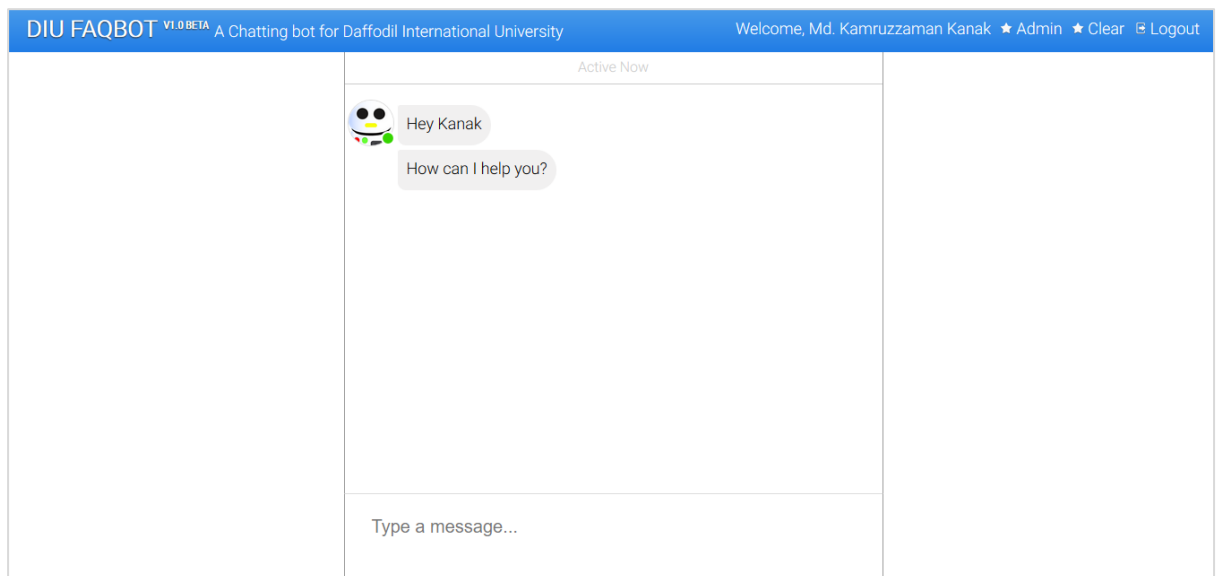 DIU FAQBOT V1.0 BETA A Chatting bot for Daffodil International University Welcome, Md. Kamruzzaman Kanak Admin Clear Logout
Active Now
Hey Kanak
How can I help you?
Type a message...